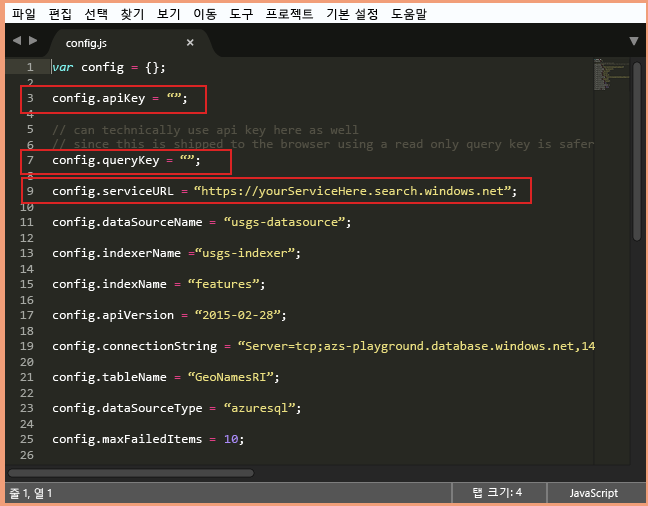 파일 편집 선택 찾기 보기 이동 도구 프로젝트 기본 설정 도움말
config.js ×
1 var config = {};
2
3 config.apiKey = “”;
4
5 // can technically use api key here as well
6 // since this is shipped to the browser using a read only query key is safer
7 config.queryKey = “”;
8
9 config.serviceURL = “https://yourServiceHere.search.windows.net”;
10
11 config.dataSourceName = “usgs-datasource”;
12
13 config.indexerName =“usgs-indexer”;
14
15 config.indexName = “features”;
16
17 config.apiVersion = “2015-02-28”;
18
19 config.connectionString = “Server=tcp;azs-playground.database.windows.net,14
20
21 config.tableName = “GeoNamesRI”;
22
23 config.dataSourceType = “azuresql”;
24
25 config.maxFailedItems = 10;
26
줄 1, 열 1 탭 크기: 4 JavaScript